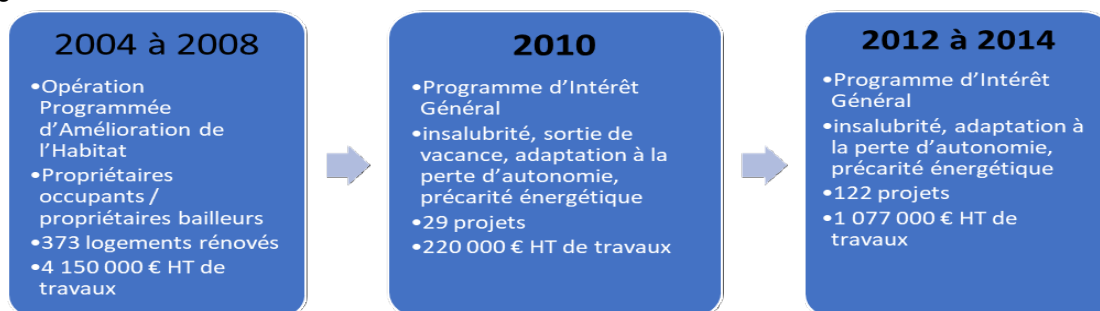 2004 à 2008
•Opération
Programmée
d'Amélioration de
l'Habitat
•Propriétaires
occupants /
propriétaires bailleurs
•373 logements rénovés
•4 150 000 € HT de
travaux
2010
•Programme d'Intérêt
Général
•insalubrité, sortie de
vacance, adaptation à la
perte d'autonomie,
précarité énergétique
•29 projets
•220 000 € HT de travaux
2012 à 2014
•Programme d'Intérêt
Général
•insalubrité, adaptation à
la perte d'autonomie,
précarité énergétique
•122 projets
•1 077 000 € HT de
travaux